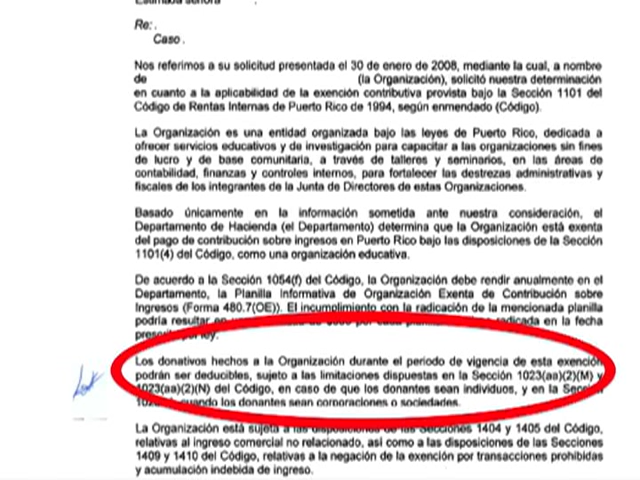 Estimada señora
Re:.
Caso.
Nos referimos a su solicitud presentada el 30 de enero de 2008, mediante la cual, a nombre
de (la Organización), solicitó nuestra determinación
en cuanto a la aplicabilidad de la exención contributiva provista bajo la Sección 1101 del
Código de Rentas Internas de Puerto Rico de 1994, según enmendado (Código).
La Organización es una entidad organizada bajo las leyes de Puerto Rico, dedicada a
ofrecer servicios educativos y de investigación para capacitar a las organizaciones sin fines
de lucro y de base comunitaria, a través de talleres y seminarios, en las áreas de
contabilidad, finanzas y controles internos, para fortalecer las destrezas administrativas y
fiscales de los integrantes de la Junta de Directores de estas Organizaciones.
Basado únicamente en la información sometida ante nuestra consideración, el
Departamento de Hacienda (el Departamento) determina que la Organización está exenta
del pago de contribución sobre ingresos en Puerto Rico bajo las disposiciones de la Sección
1101(4) del Código, como una organización educativa.
De acuerdo a la Sección 1054(f) del Código, la Organización debe rendir anualmente en el
Departamento, la Planilla Informativa de Organización Exenta de Contribución sobre
Ingresos (Forma 480.7(OE)). El incumplimiento con la radicación de la mencionada planilla
podría resultar en radicada en la fecha
por ley.
Los donativos hechos a la Organización durante el periodo de vigencia de esta exención
podrán ser deducibles, sujeto a las limitaciones dispuestas en la Sección 1023(aa)(2)(M) y
1023(aa)(2)(N) del Código, en caso de que los donantes sean individuos, y en la Sección
cuando los donantes sean corporaciones o sociedades.
La Organización está sujeta a las disposiciones de las Secciones 1404 y 1405 del Código,
relativas al ingreso comercial no relacionado, así como a las disposiciones de las Secciones
1409 y 1410 del Código, relativas a la negación de la exención por transacciones prohibidas
y acumulación indebida de ingreso.